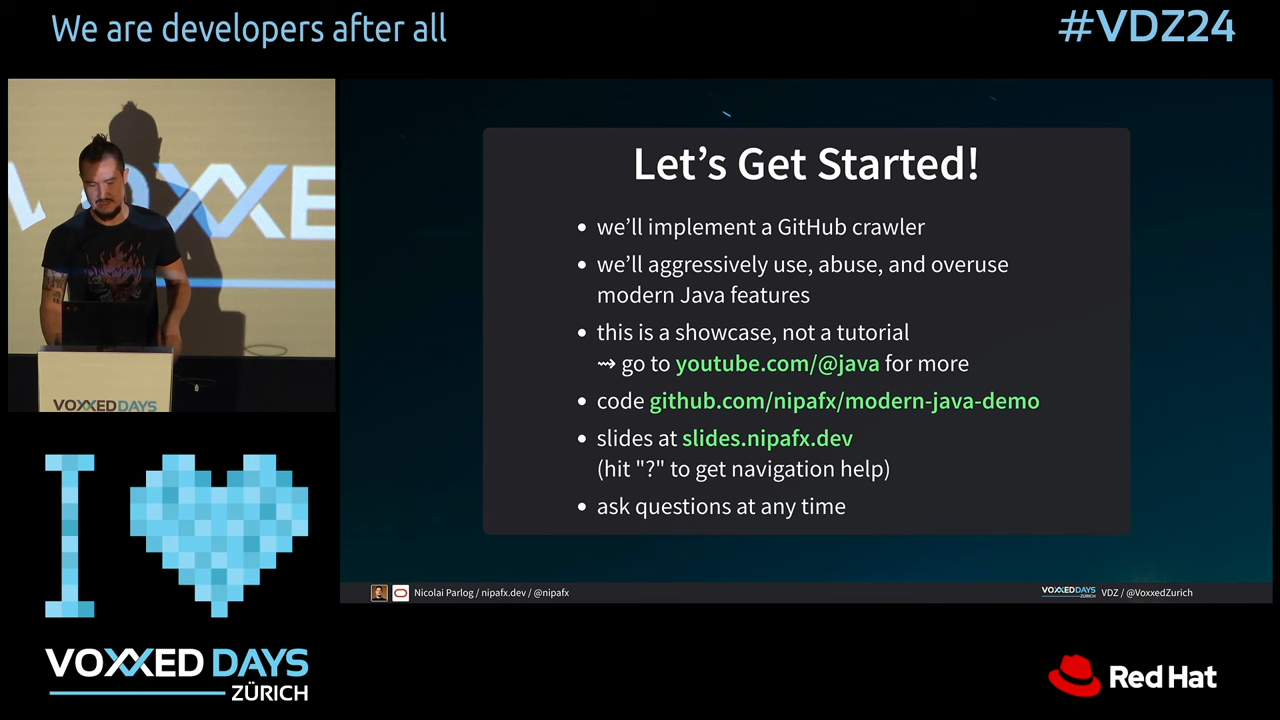 We are developers after all
#VDZ24
VOXXED DAYS
Let's Get Started!
• we'll implement a GitHub crawler
• we'll aggressively use, abuse, and overuse
modern Java features
• this is a showcase, not a tutorial
⇝ go to youtube.com/@java for more
• code github.com/nipafx/modern-java-demo
• slides at slides.nipafx.dev
(hit "?" to get navigation help)
• ask questions at any time
Nicolai Parlog / nipafx.dev / @nipafx
VOXXED DAYS
ZÜRICH
VDZ / @VoxxedZurich
I
VOXXED DAYS
ZÜRICH
Red Hat